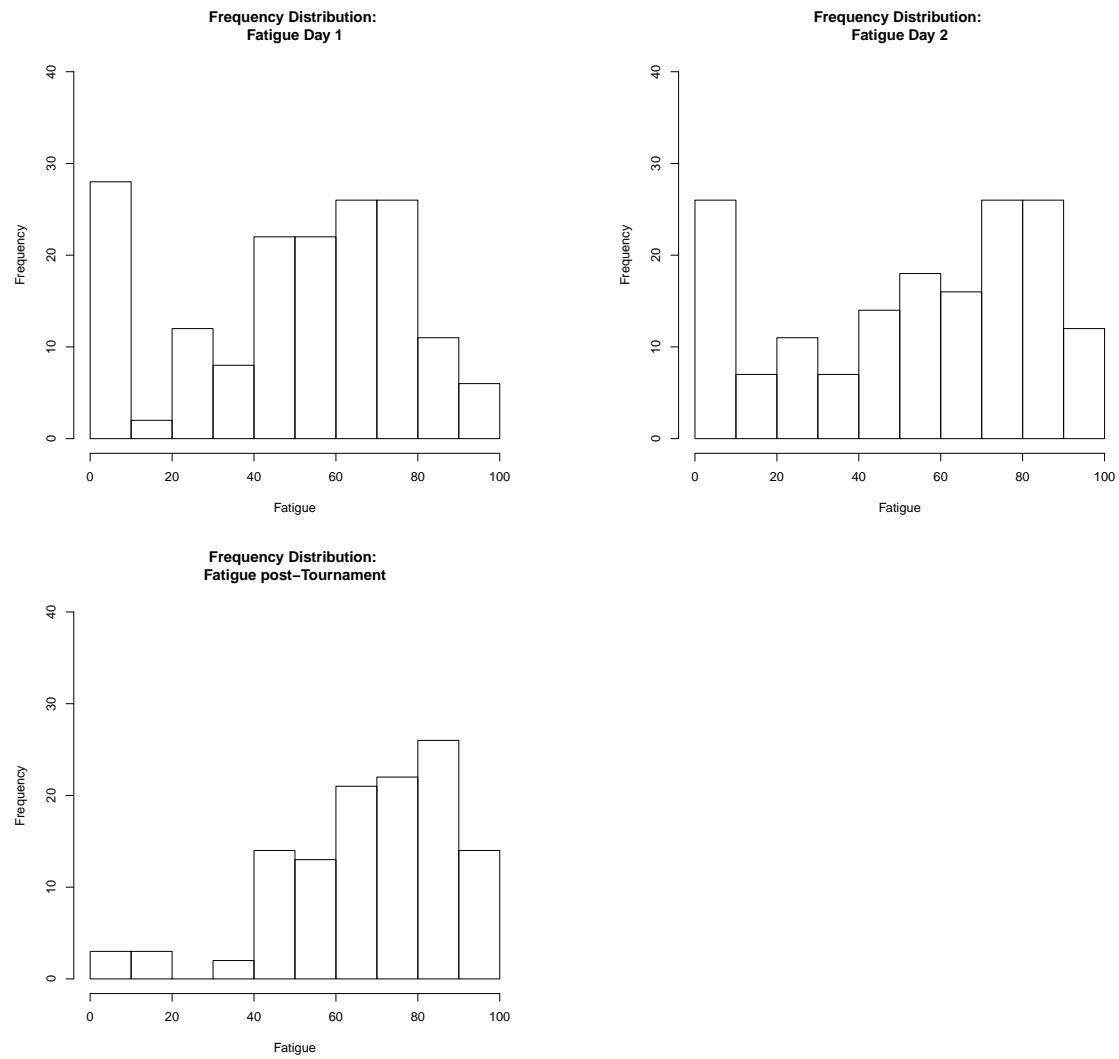 Frequency Distribution:
Fatigue Day 1
40
30
20
10
0
Frequency
0 20 40 60 80 100
Fatigue
Frequency Distribution:
Fatigue Day 2
40
30
20
10
0
Frequency
0 20 40 60 80 100
Fatigue
Frequency Distribution:
Fatigue post−Tournament
40
30
20
10
0
Frequency
0 20 40 60 80 100
Fatigue